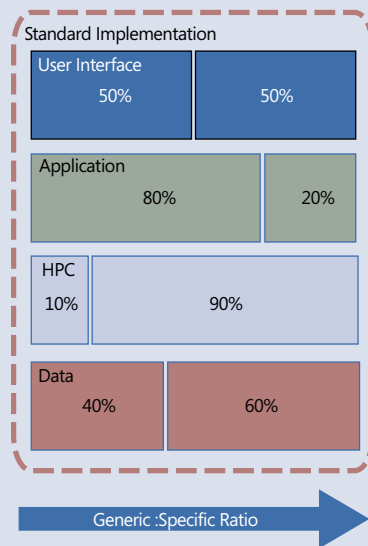 Standard Implementation
User Interface
50% 50%
Application
80% 20%
HPC
10% 90%
Data
40% 60%
Generic :Specific Ratio